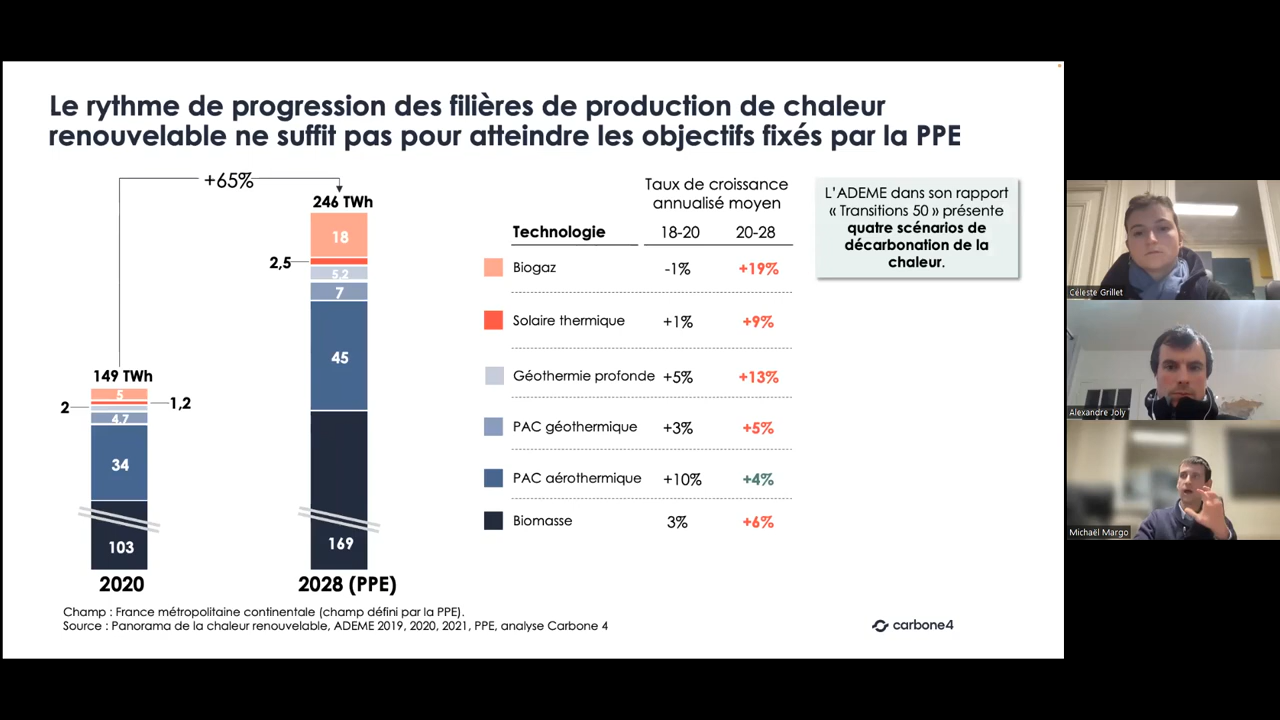 Le rythme de progression des filières de production de chaleur
renouvelable ne suffit pas pour atteindre les objectifs fixés par la PPE
+65%
246 TWh
18
2,5
5,2
7
45
169
149 TWh
5
2
1,2
4,7
34
103
2020
2028 (PPE)
Taux de croissance
annualisé moyen
Technologie 18-20 20-28
Biogaz -1% +19%
Solaire thermique +1% +9%
Géothermie profonde +5% +13%
PAC géothermique +3% +5%
PAC aérothermique +10% +4%
Biomasse 3% +6%
L'ADEME dans son rapport
« Transitions 50 » présente
quatre scénarios de
décarbonation de la
chaleur.
Champ : France métropolitaine continentale (champ défini par la PPE).
Source : Panorama de la chaleur renouvelable, ADEME 2019, 2020, 2021, PPE, analyse Carbone 4
carbone4
Céleste Grillet
Alexandre Joly
Michaël Margo